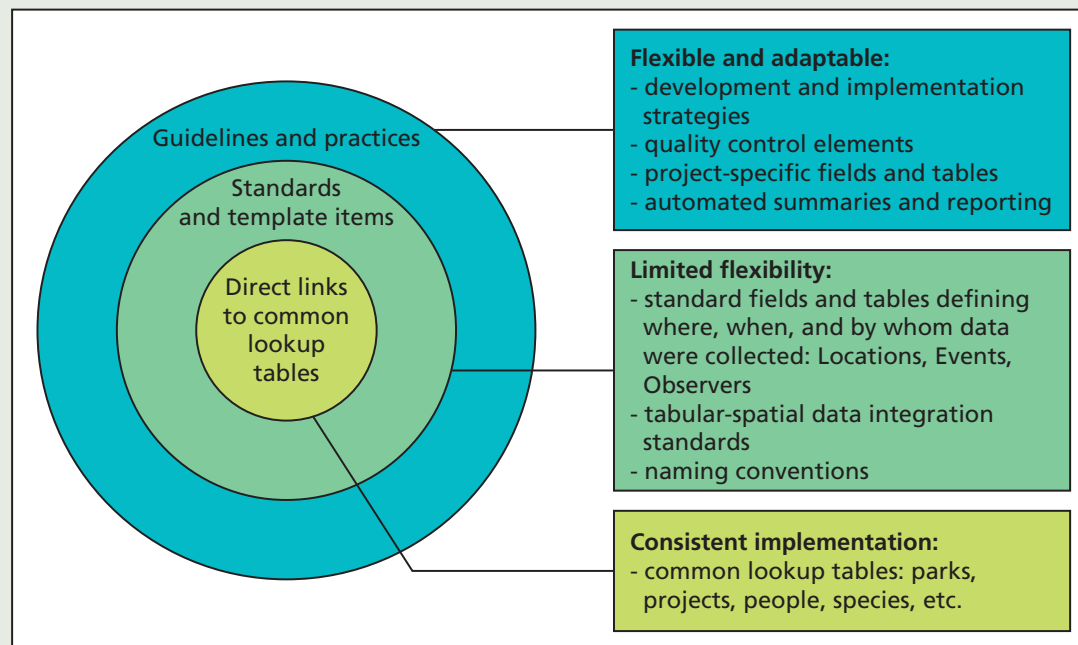 Guidelines and practices
Standards
and template items
Direct links
to common
lookup
tables
Flexible and adaptable:
- development and implementation
strategies
- quality control elements
- project-specific fields and tables
- automated summaries and reporting
Limited flexibility:
- standard fields and tables defining
where, when, and by whom data
were collected: Locations, Events,
Observers
- tabular-spatial data integration
standards
- naming conventions
Consistent implementation:
- common lookup tables: parks,
projects, people, species, etc.